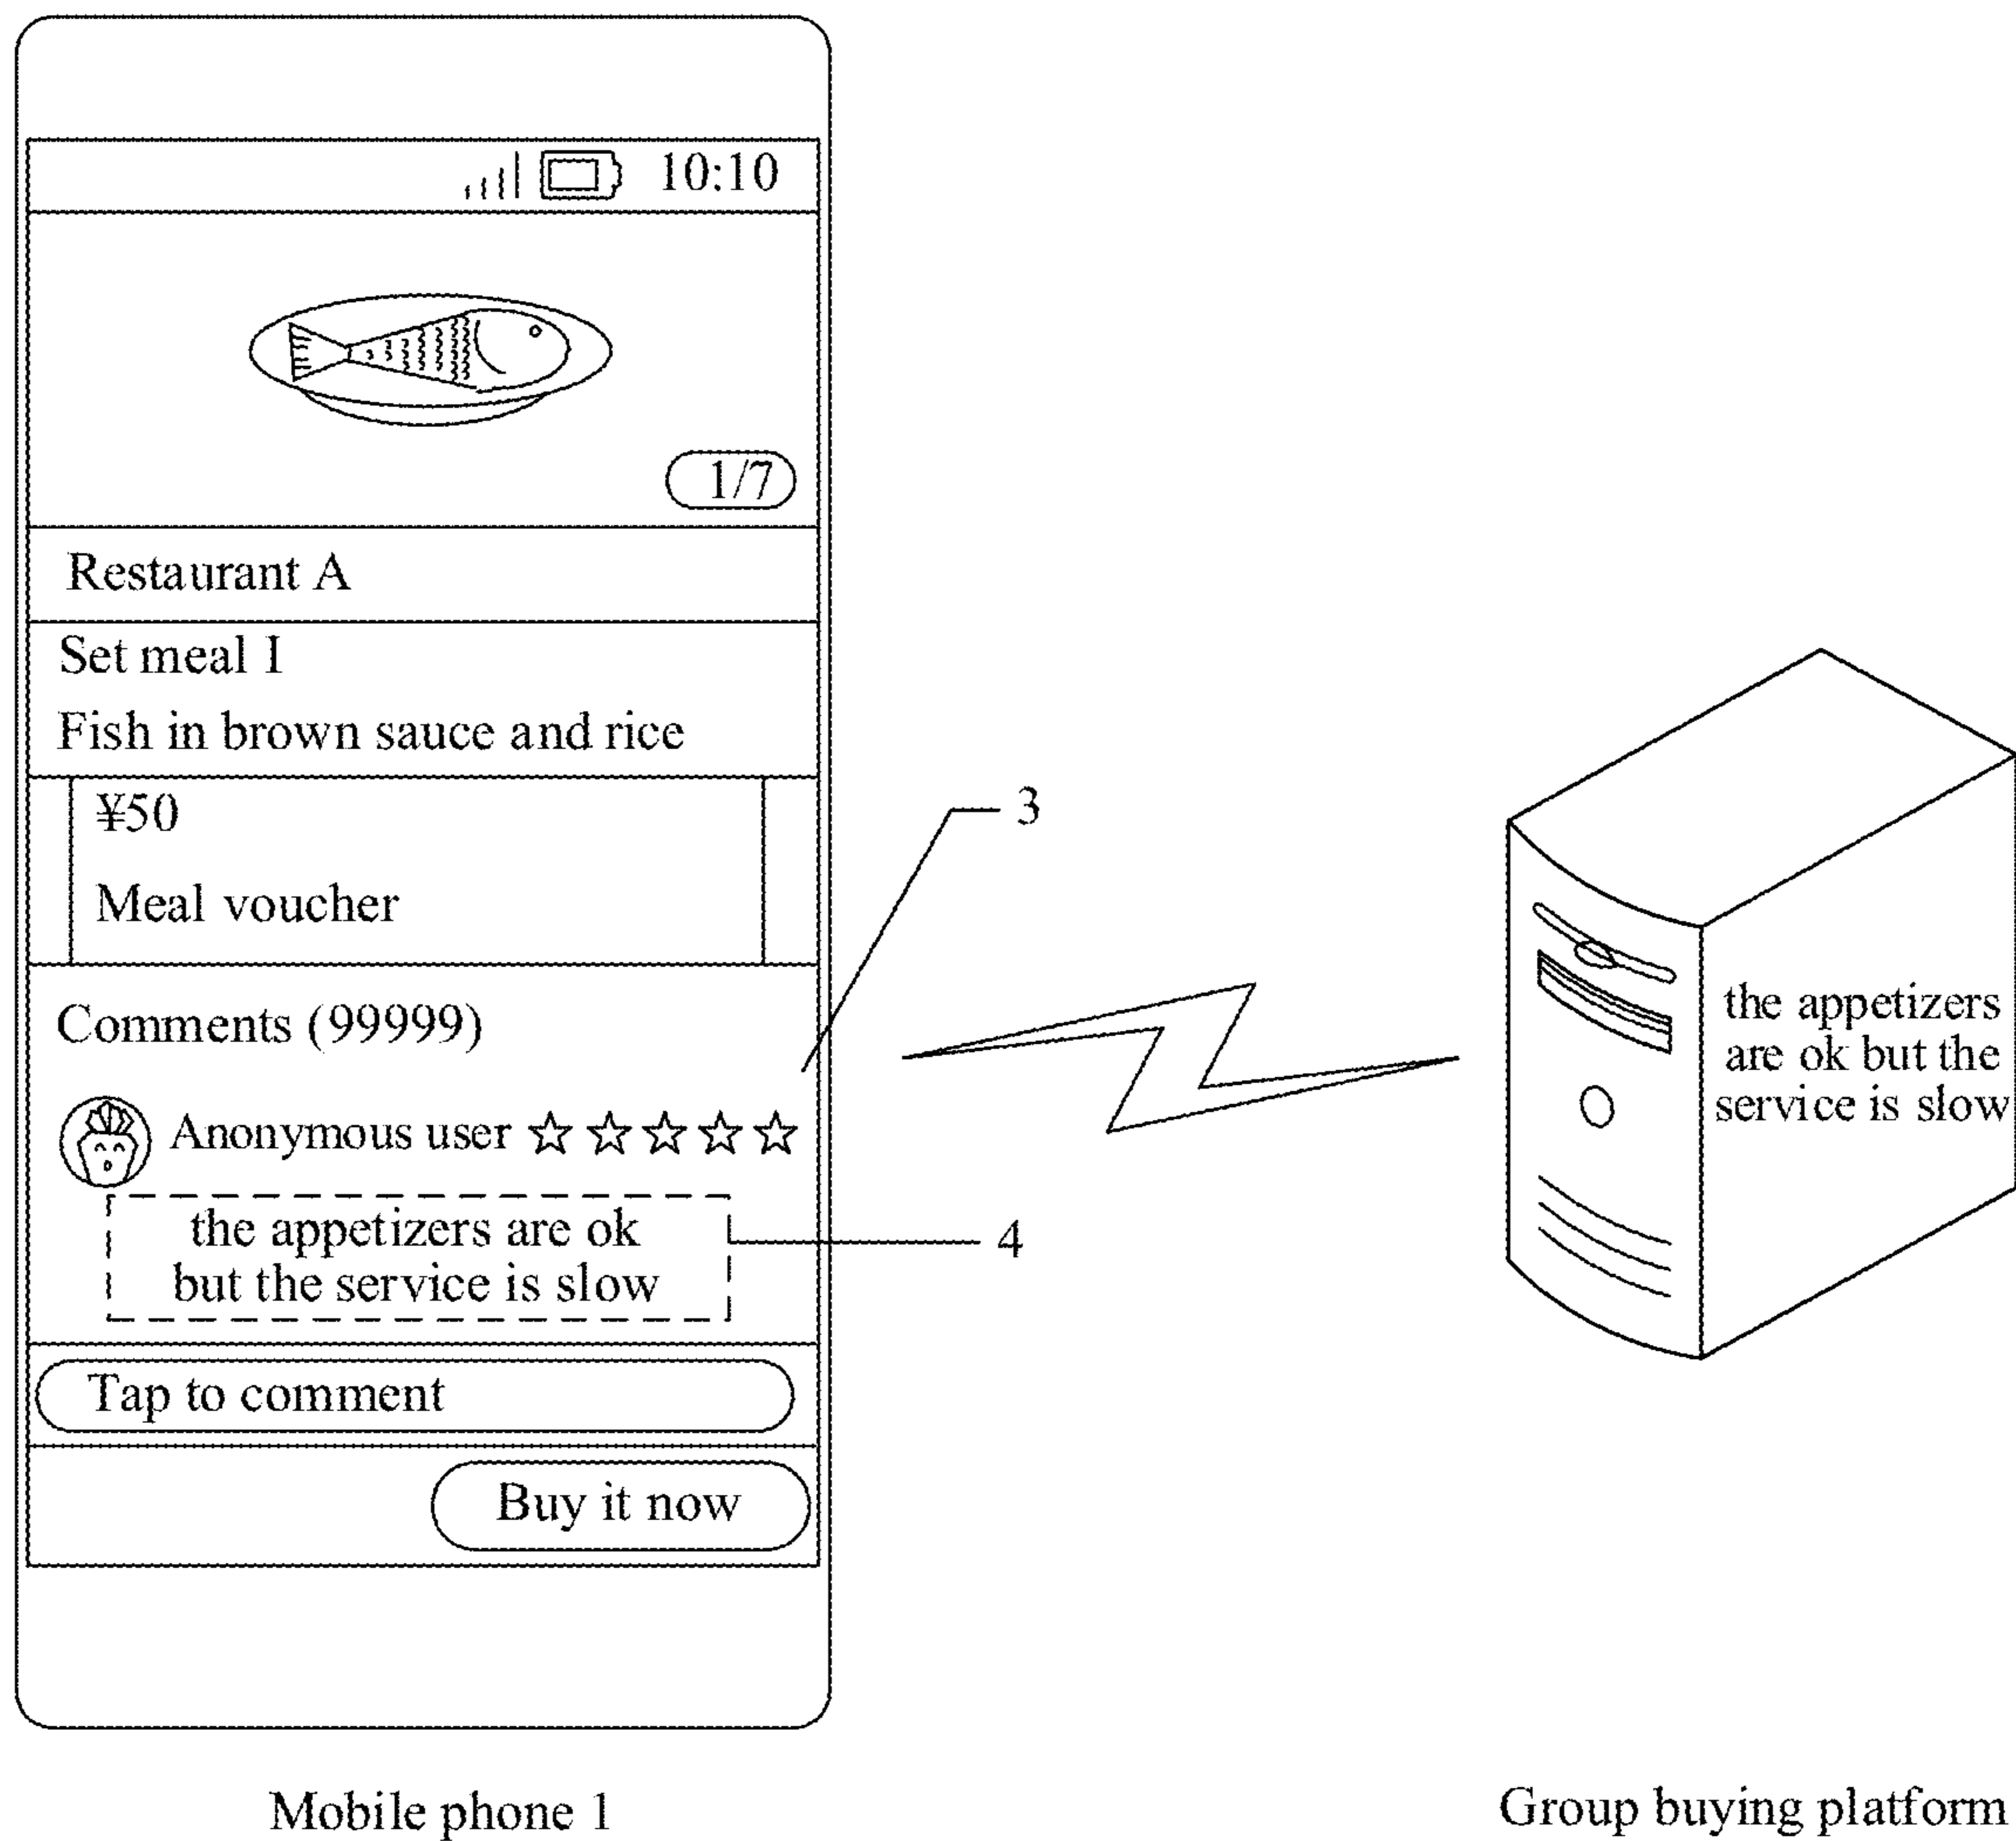 10:10
1/7
Restaurant A
Set meal I
Fish in brown sauce and rice
¥50
Meal voucher
3
Comments (99999)
Anonymous user
the appetizers are ok
but the service is slow
4
Tap to comment
Buy it now
Mobile phone 1
the appetizers
are ok but the
service is slow
Group buying platform